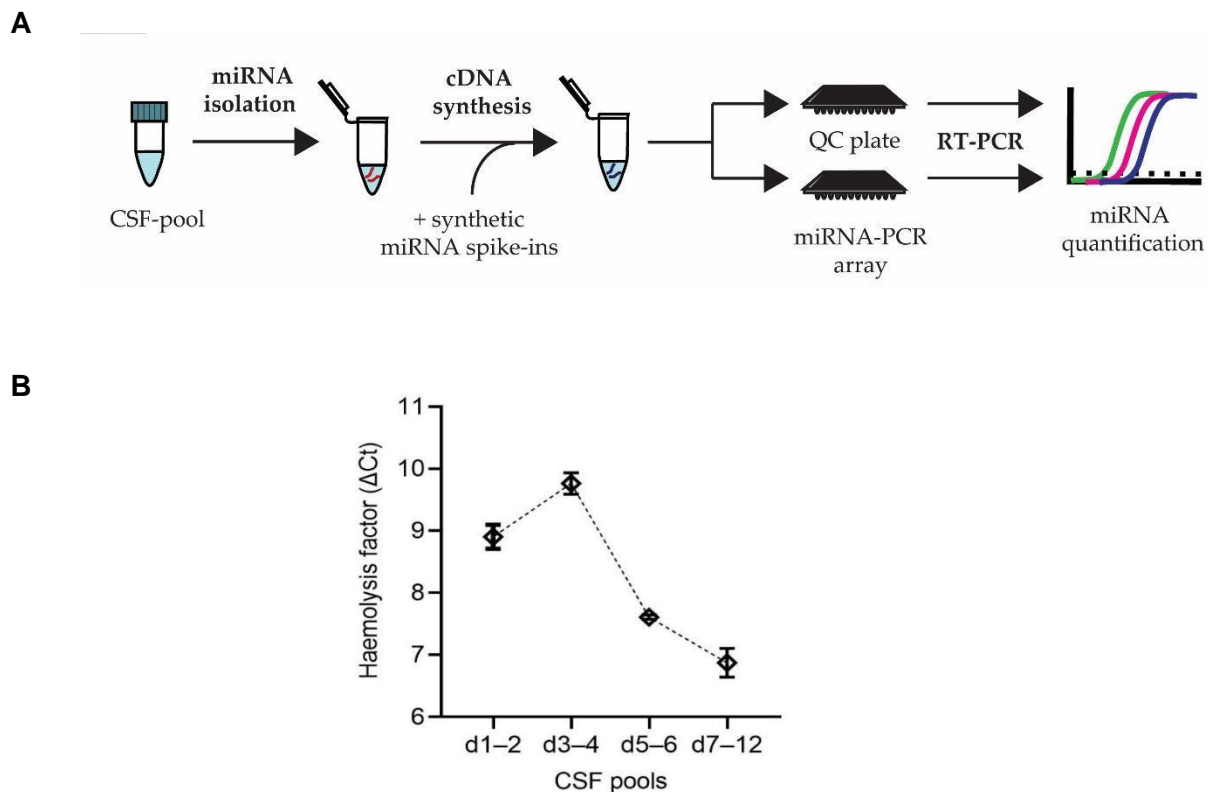 A
miRNA
isolation
cDNA
synthesis
QC plate
RT-PCR
CSF-pool
+ synthetic
miRNA spike-ins
miRNA-PCR
array
miRNA
quantification
B
Haemolysis factor (ΔCt)
11
10
9
8
7
6
d1–2 d3–4 d5–6 d7–12
CSF pools